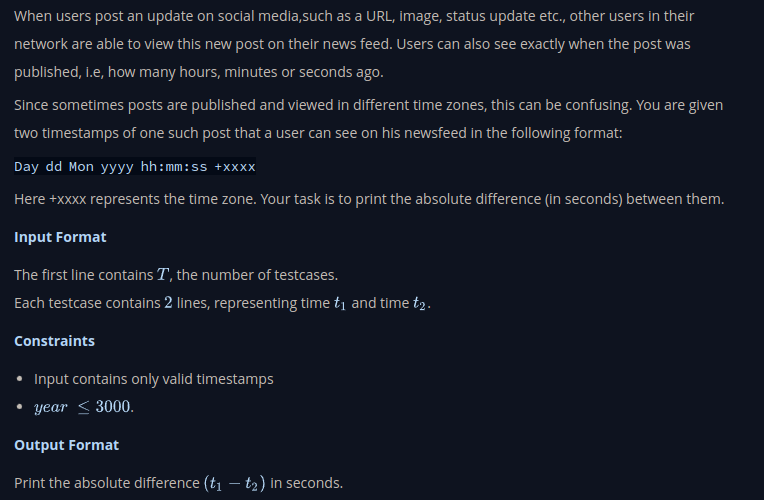 When users post an update on social media,such as a URL, image, status update etc., other users in their
network are able to view this new post on their news feed. Users can also see exactly when the post was
published, i.e, how many hours, minutes or seconds ago.
Since sometimes posts are published and viewed in different time zones, this can be confusing. You are given
two timestamps of one such post that a user can see on his newsfeed in the following format:
Day dd Mon yyyy hh:mm:ss +xxxx
Here +xxxx represents the time zone. Your task is to print the absolute difference (in seconds) between them.
Input Format
The first line contains T, the number of testcases.
Each testcase contains 2 lines, representing time t₁ and time t₂.
Constraints
• Input contains only valid timestamps
• year ≤ 3000.
Output Format
Print the absolute difference (t₁ − t₂) in seconds.